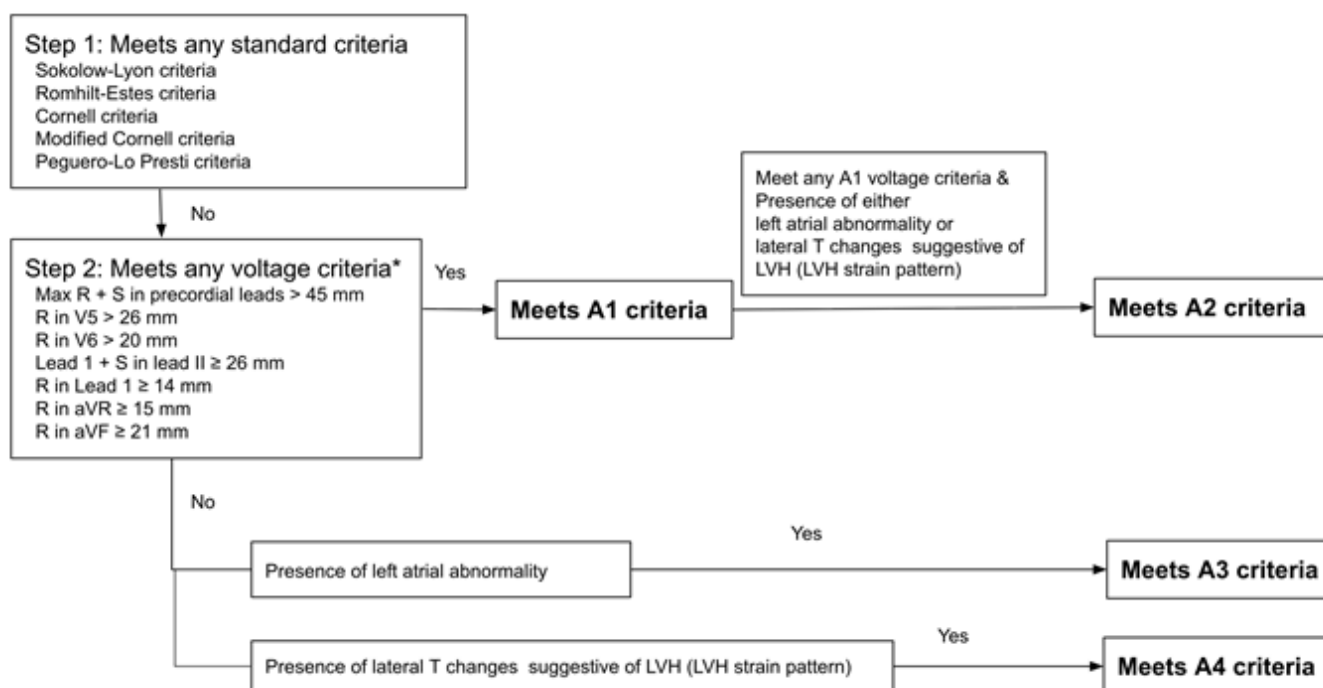 Step 1: Meets any standard criteria
Sokolow-Lyon criteria
Romhilt-Estes criteria
Cornell criteria
Modified Cornell criteria
Peguero-Lo Presti criteria
No
Step 2: Meets any voltage criteria*
Max R + S in precordial leads > 45 mm
R in V5 > 26 mm
R in V6 > 20 mm
Lead 1 + S in lead II ≥ 26 mm
R in Lead 1 ≥ 14 mm
R in aVR ≥ 15 mm
R in aVF ≥ 21 mm
Yes
Meets A1 criteria
Meet any A1 voltage criteria &
Presence of either
left atrial abnormality or
lateral T changes suggestive of
LVH (LVH strain pattern)
Meets A2 criteria
No
Presence of left atrial abnormality
Yes
Meets A3 criteria
Presence of lateral T changes suggestive of LVH (LVH strain pattern)
Yes
Meets A4 criteria